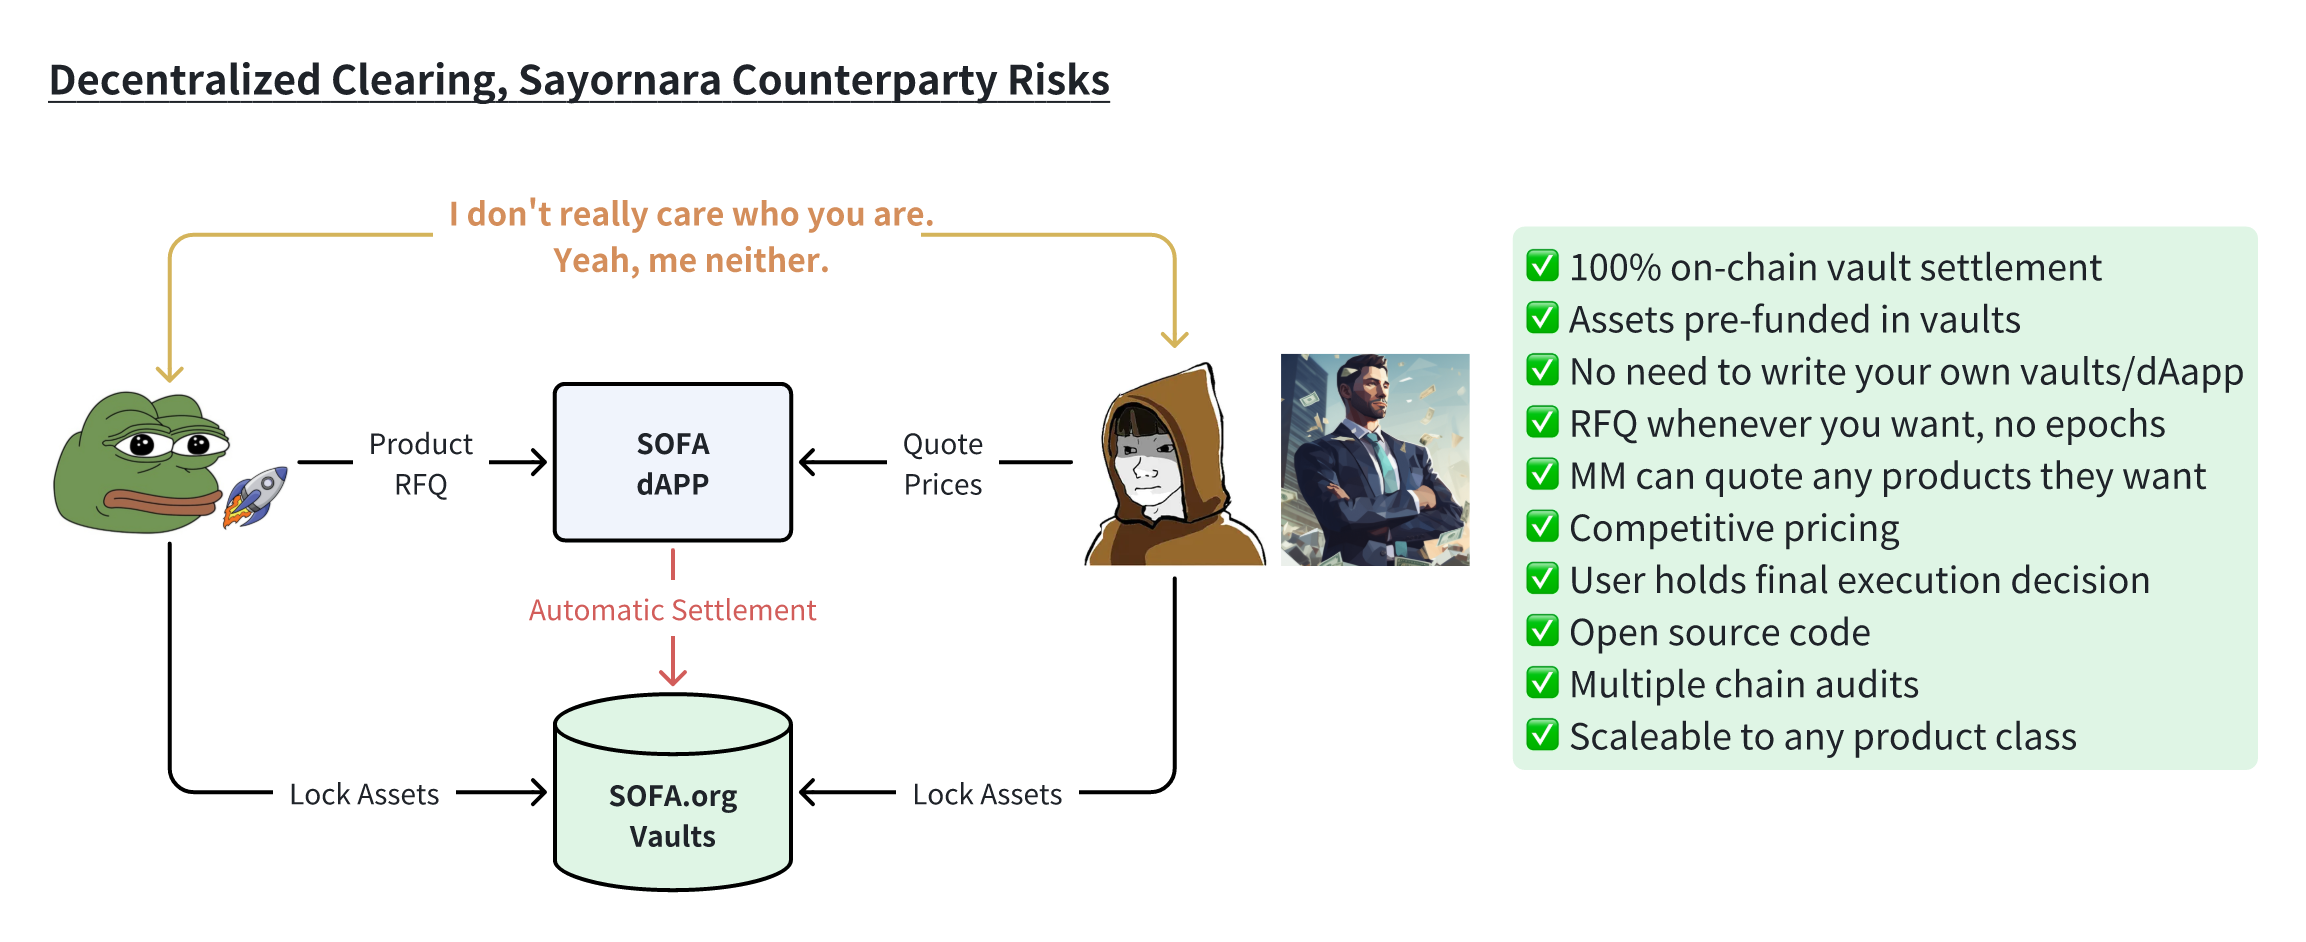 Decentralized Clearing, Sayornara Counterparty Risks
I don't really care who you are.
Yeah, me neither.
Product
RFQ
SOFA
dAPP
Quote
Prices
Automatic Settlement
Lock Assets
SOFA.org
Vaults
Lock Assets
✅ 100% on-chain vault settlement
✅ Assets pre-funded in vaults
✅ No need to write your own vaults/dAapp
✅ RFQ whenever you want, no epochs
✅ MM can quote any products they want
✅ Competitive pricing
✅ User holds final execution decision
✅ Open source code
✅ Multiple chain audits
✅ Scaleable to any product class